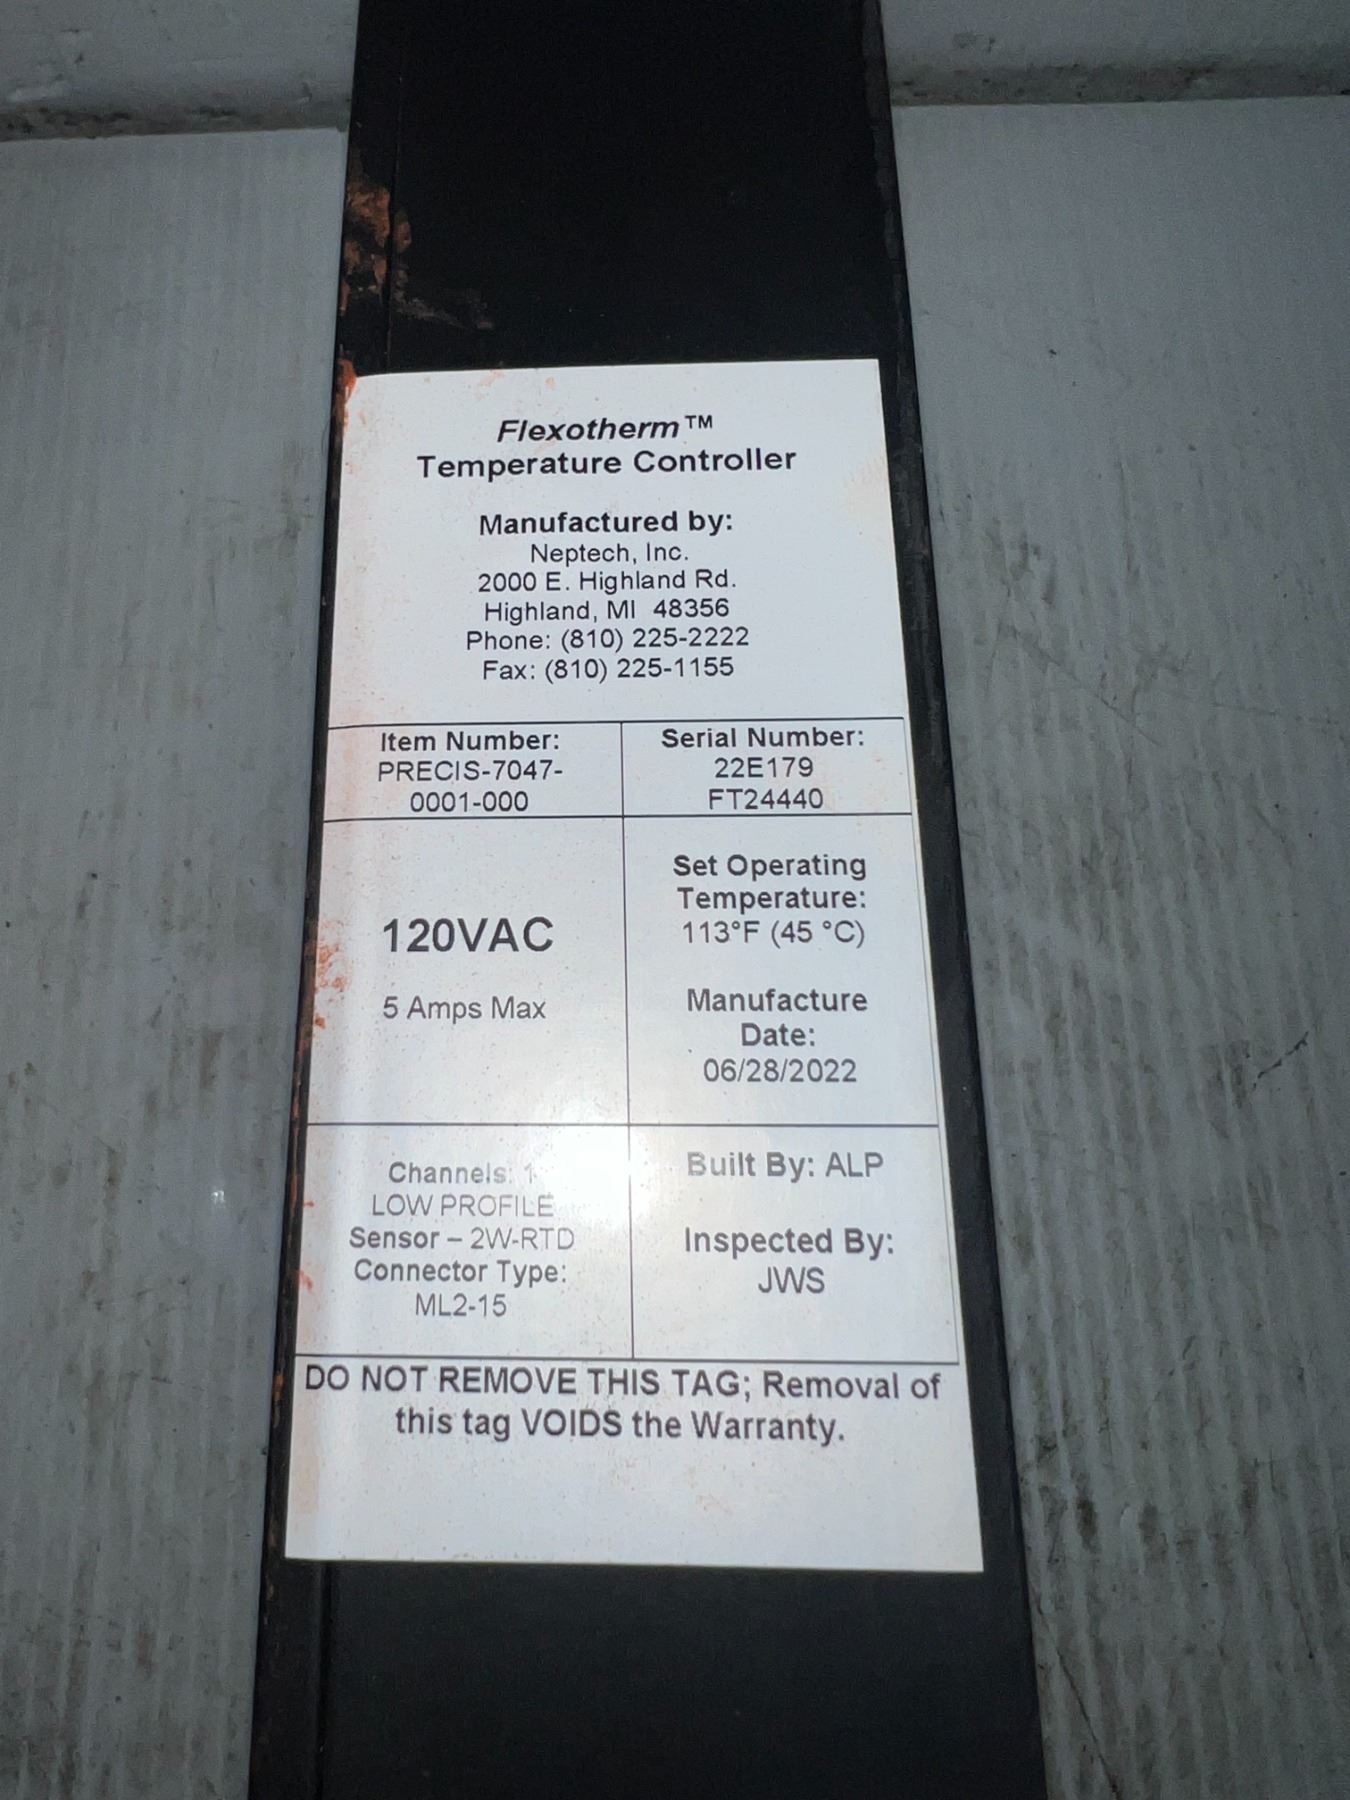 Flexotherm™
Temperature Controller
Manufactured by:
Neptech, Inc.
2000 E. Highland Rd.
Highland, MI 48356
Phone: (810) 225-2222
Fax: (810) 225-1155
Item Number:
PRECIS-7047-
0001-000
Serial Number:
22E179
FT24440
120VAC
5 Amps Max
Set Operating
Temperature:
113°F (45 °C)
Manufacture
Date:
06/28/2022
Channels: 1
LOW PROFILE
Sensor – 2W-RTD
Connector Type:
ML2-15
Built By: ALP
Inspected By:
JWS
DO NOT REMOVE THIS TAG; Removal of
this tag VOIDS the Warranty.